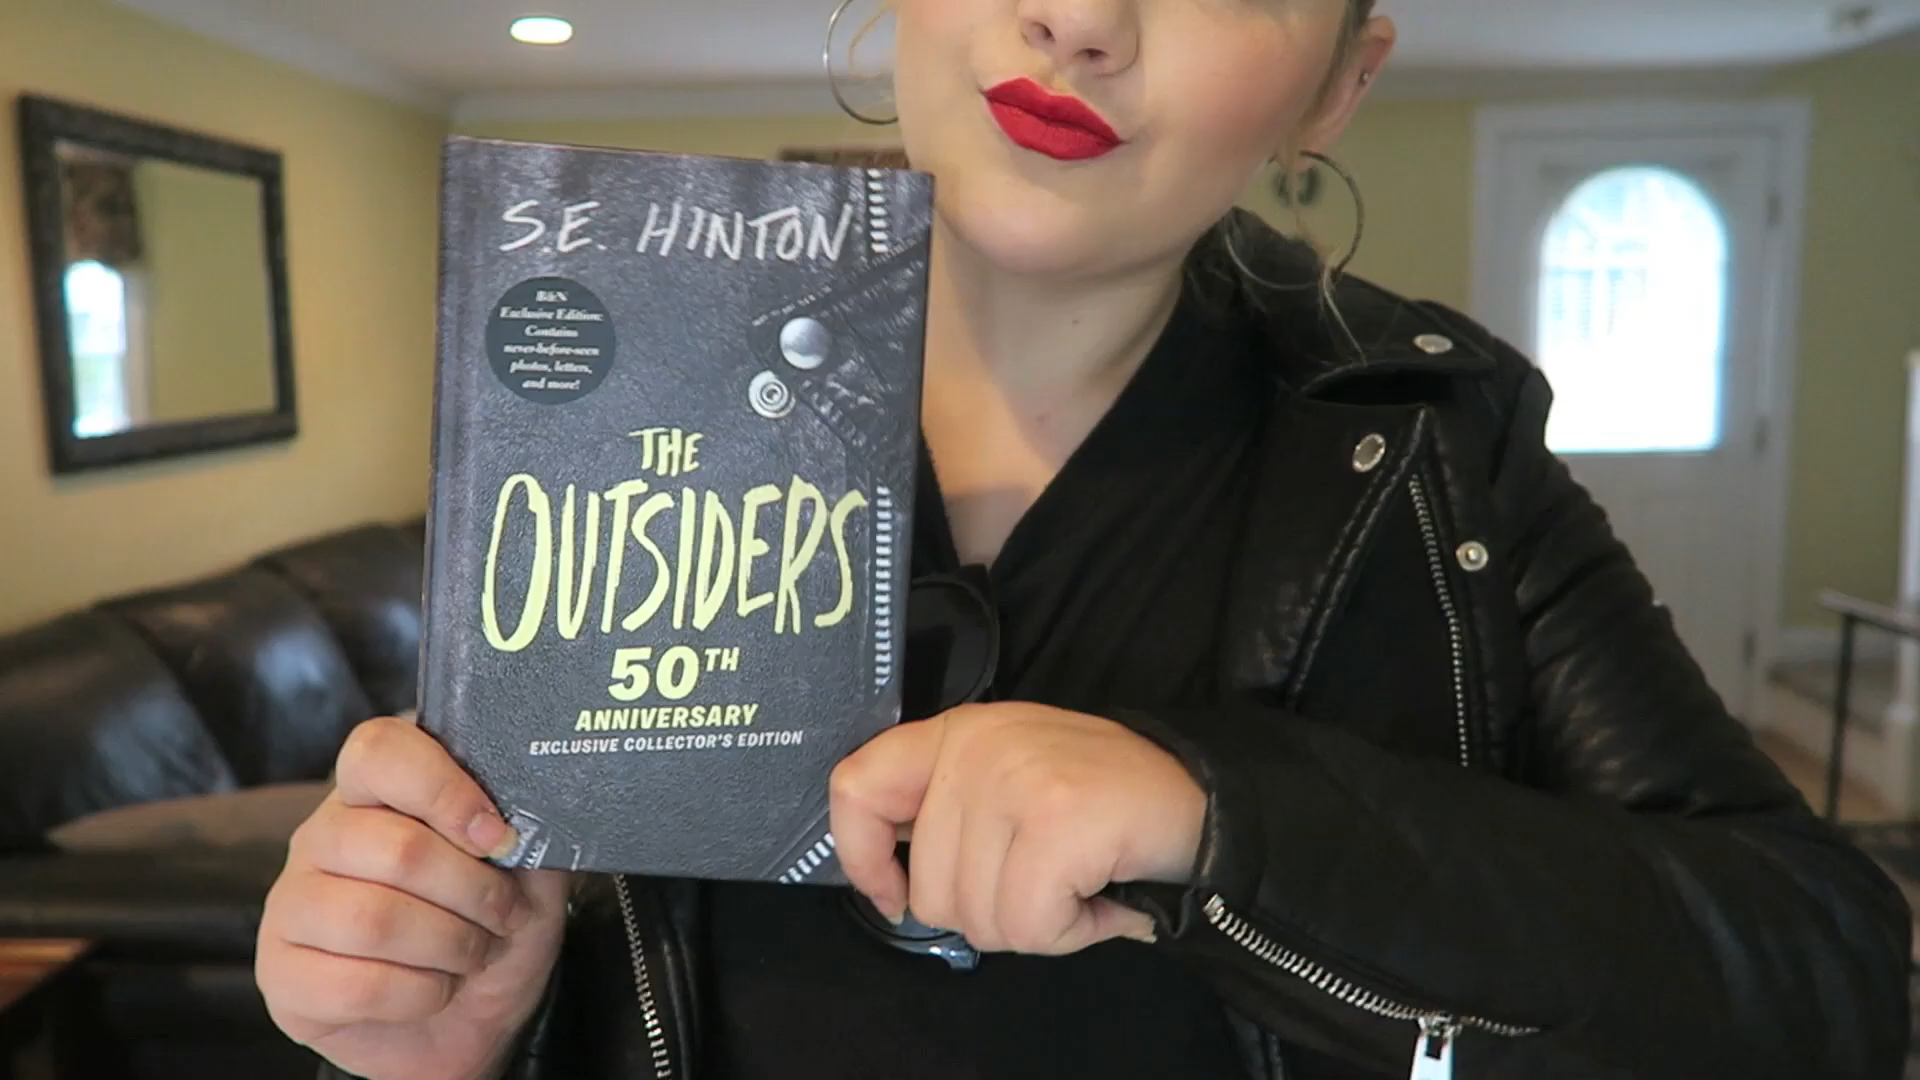 S.E. HINTON
B&N
Exclusive Edition:
Contains
never-before-seen
photos, letters,
and more!
THE
OUTSIDERS
50TH
ANNIVERSARY
EXCLUSIVE COLLECTOR'S EDITION